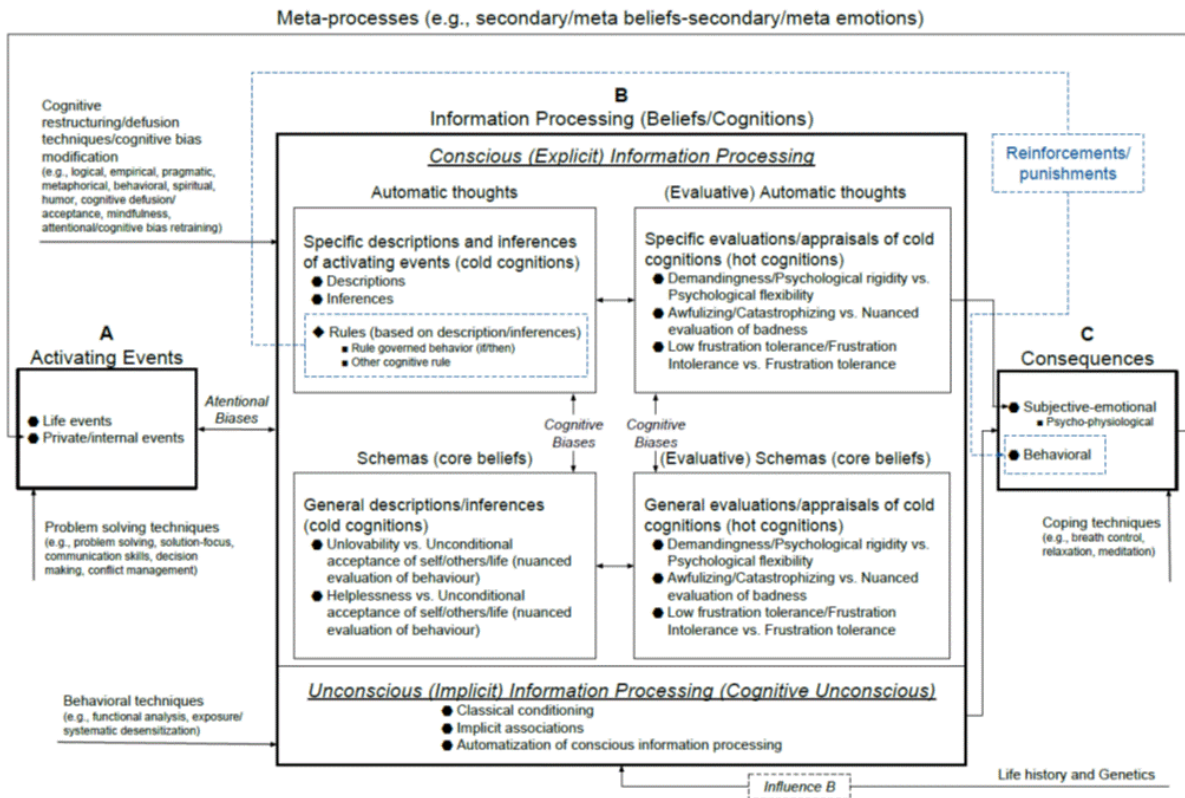 Meta-processes (e.g., secondary/meta beliefs-secondary/meta emotions)
Cognitive
restructuring/defusion
techniques/cognitive bias
modification
(e.g., logical, empirical, pragmatic,
metaphorical, behavioral, spiritual,
humor, cognitive defusion/
acceptance, mindfulness,
attentional/cognitive bias retraining)
B
Information Processing (Beliefs/Cognitions)
Conscious (Explicit) Information Processing
Reinforcements/
punishments
Automatic thoughts
Specific descriptions and inferences
of activating events (cold cognitions)
Descriptions
Inferences
Rules (based on description/inferences)
Rule governed behavior (if/then)
Other cognitive rule
(Evaluative) Automatic thoughts
Specific evaluations/appraisals of cold
cognitions (hot cognitions)
Demandingness/Psychological rigidity vs.
Psychological flexibility
Awfulizing/Catastrophizing vs. Nuanced
evaluation of badness
Low frustration tolerance/Frustration
Intolerance vs. Frustration tolerance
A
Activating Events
Life events
Private/internal events
Attentional
Biases
C
Consequences
Subjective-emotional
Psycho-physiological
Behavioral
Cognitive
Biases
Cognitive
Biases
Schemas (core beliefs)
General descriptions/inferences
(cold cognitions)
Unlovability vs. Unconditional
acceptance of self/others/life (nuanced
evaluation of behaviour)
Helplessness vs. Unconditional
acceptance of self/others/life (nuanced
evaluation of behaviour)
(Evaluative) Schemas (core beliefs)
General evaluations/appraisals of cold
cognitions (hot cognitions)
Demandingness/Psychological rigidity vs.
Psychological flexibility
Awfulizing/Catastrophizing vs. Nuanced
evaluation of badness
Low frustration tolerance/Frustration
Intolerance vs. Frustration tolerance
Problem solving techniques
(e.g., problem solving, solution-focus,
communication skills, decision
making, conflict management)
Coping techniques
(e.g., breath control,
relaxation, meditation)
Unconscious (Implicit) Information Processing (Cognitive Unconscious)
Classical conditioning
Implicit associations
Automatization of conscious information processing
Behavioral techniques
(e.g., functional analysis, exposure/
systematic desensitization)
Influence B
Life history and Genetics